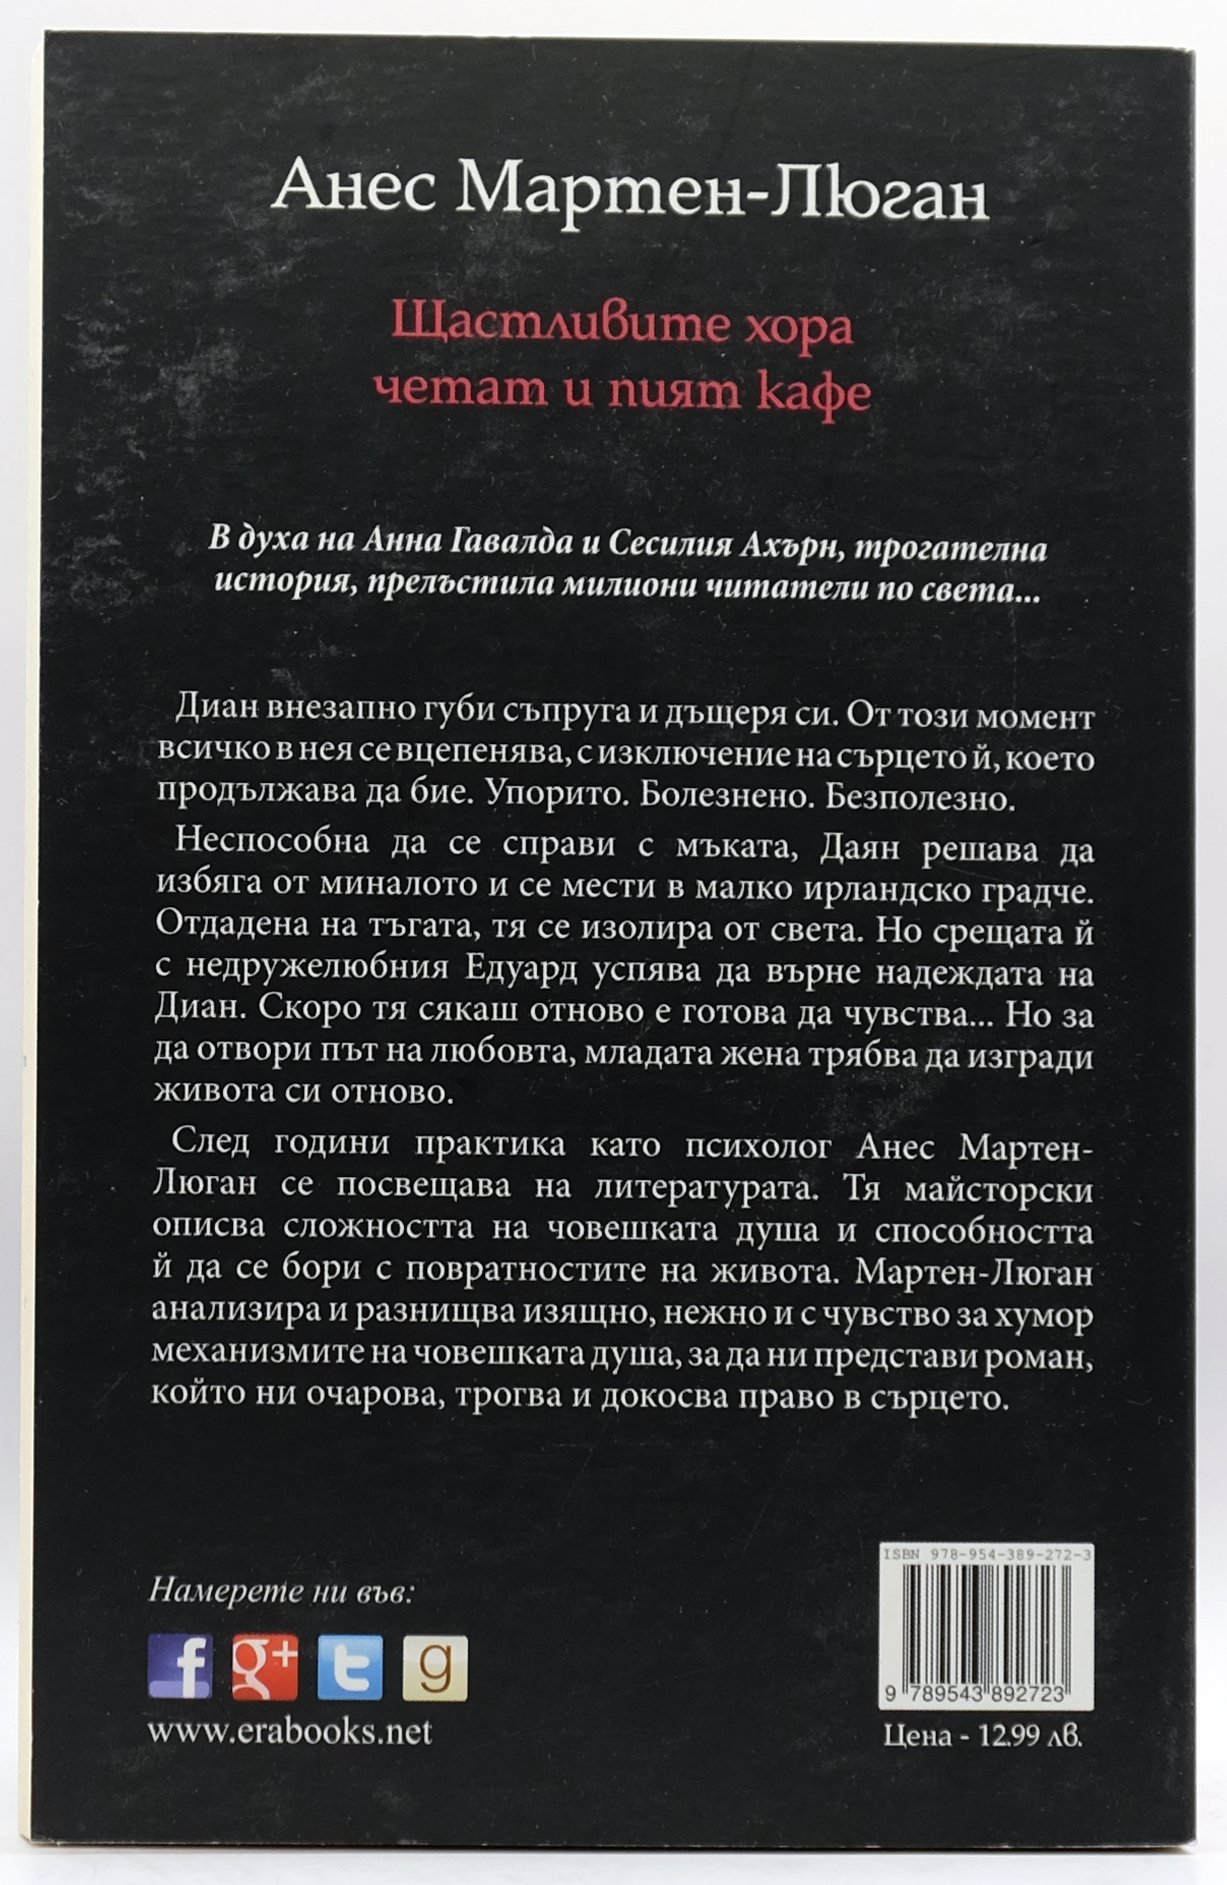 Анес Мартен-Люган
Щастливите хора
четат и пият кафе
В духа на Анна Гавалда и Сесилия Ахърн, трогателна
история, прелъстила милиони читатели по света...
Диан внезапно губи съпруга и дъщеря си. От този момент
всичко в нея се вцепенява, с изключение на сърцето й, което
продължава да бие. Упорито. Болезнено. Безполезно.
Неспособна да се справи с мъката, Даян решава да
избяга от миналото и се мести в малко ирландско градче.
Отдадена на тъгата, тя се изолира от света. Но срещата й
с недружелюбния Едуард успява да върне надеждата на
Диан. Скоро тя сякаш отново е готова да чувства... Но за
да отвори път на любовта, младата жена трябва да изгради
живота си отново.
След години практика като психолог Анес Мартен-
Люган се посвещава на литературата. Тя майсторски
описва сложността на човешката душа и способността
й да се бори с повратностите на живота. Мартен-Люган
анализира и разнищва изящно, нежно и с чувство за хумор
механизмите на човешката душа, за да ни представи роман,
който ни очарова, трогва и докосва право в сърцето.
ISBN 978-954-389-272-3
Намерете ни във:
f g+ t g
9 789543 892723
www.erabooks.net
Цена - 12.99 лв.